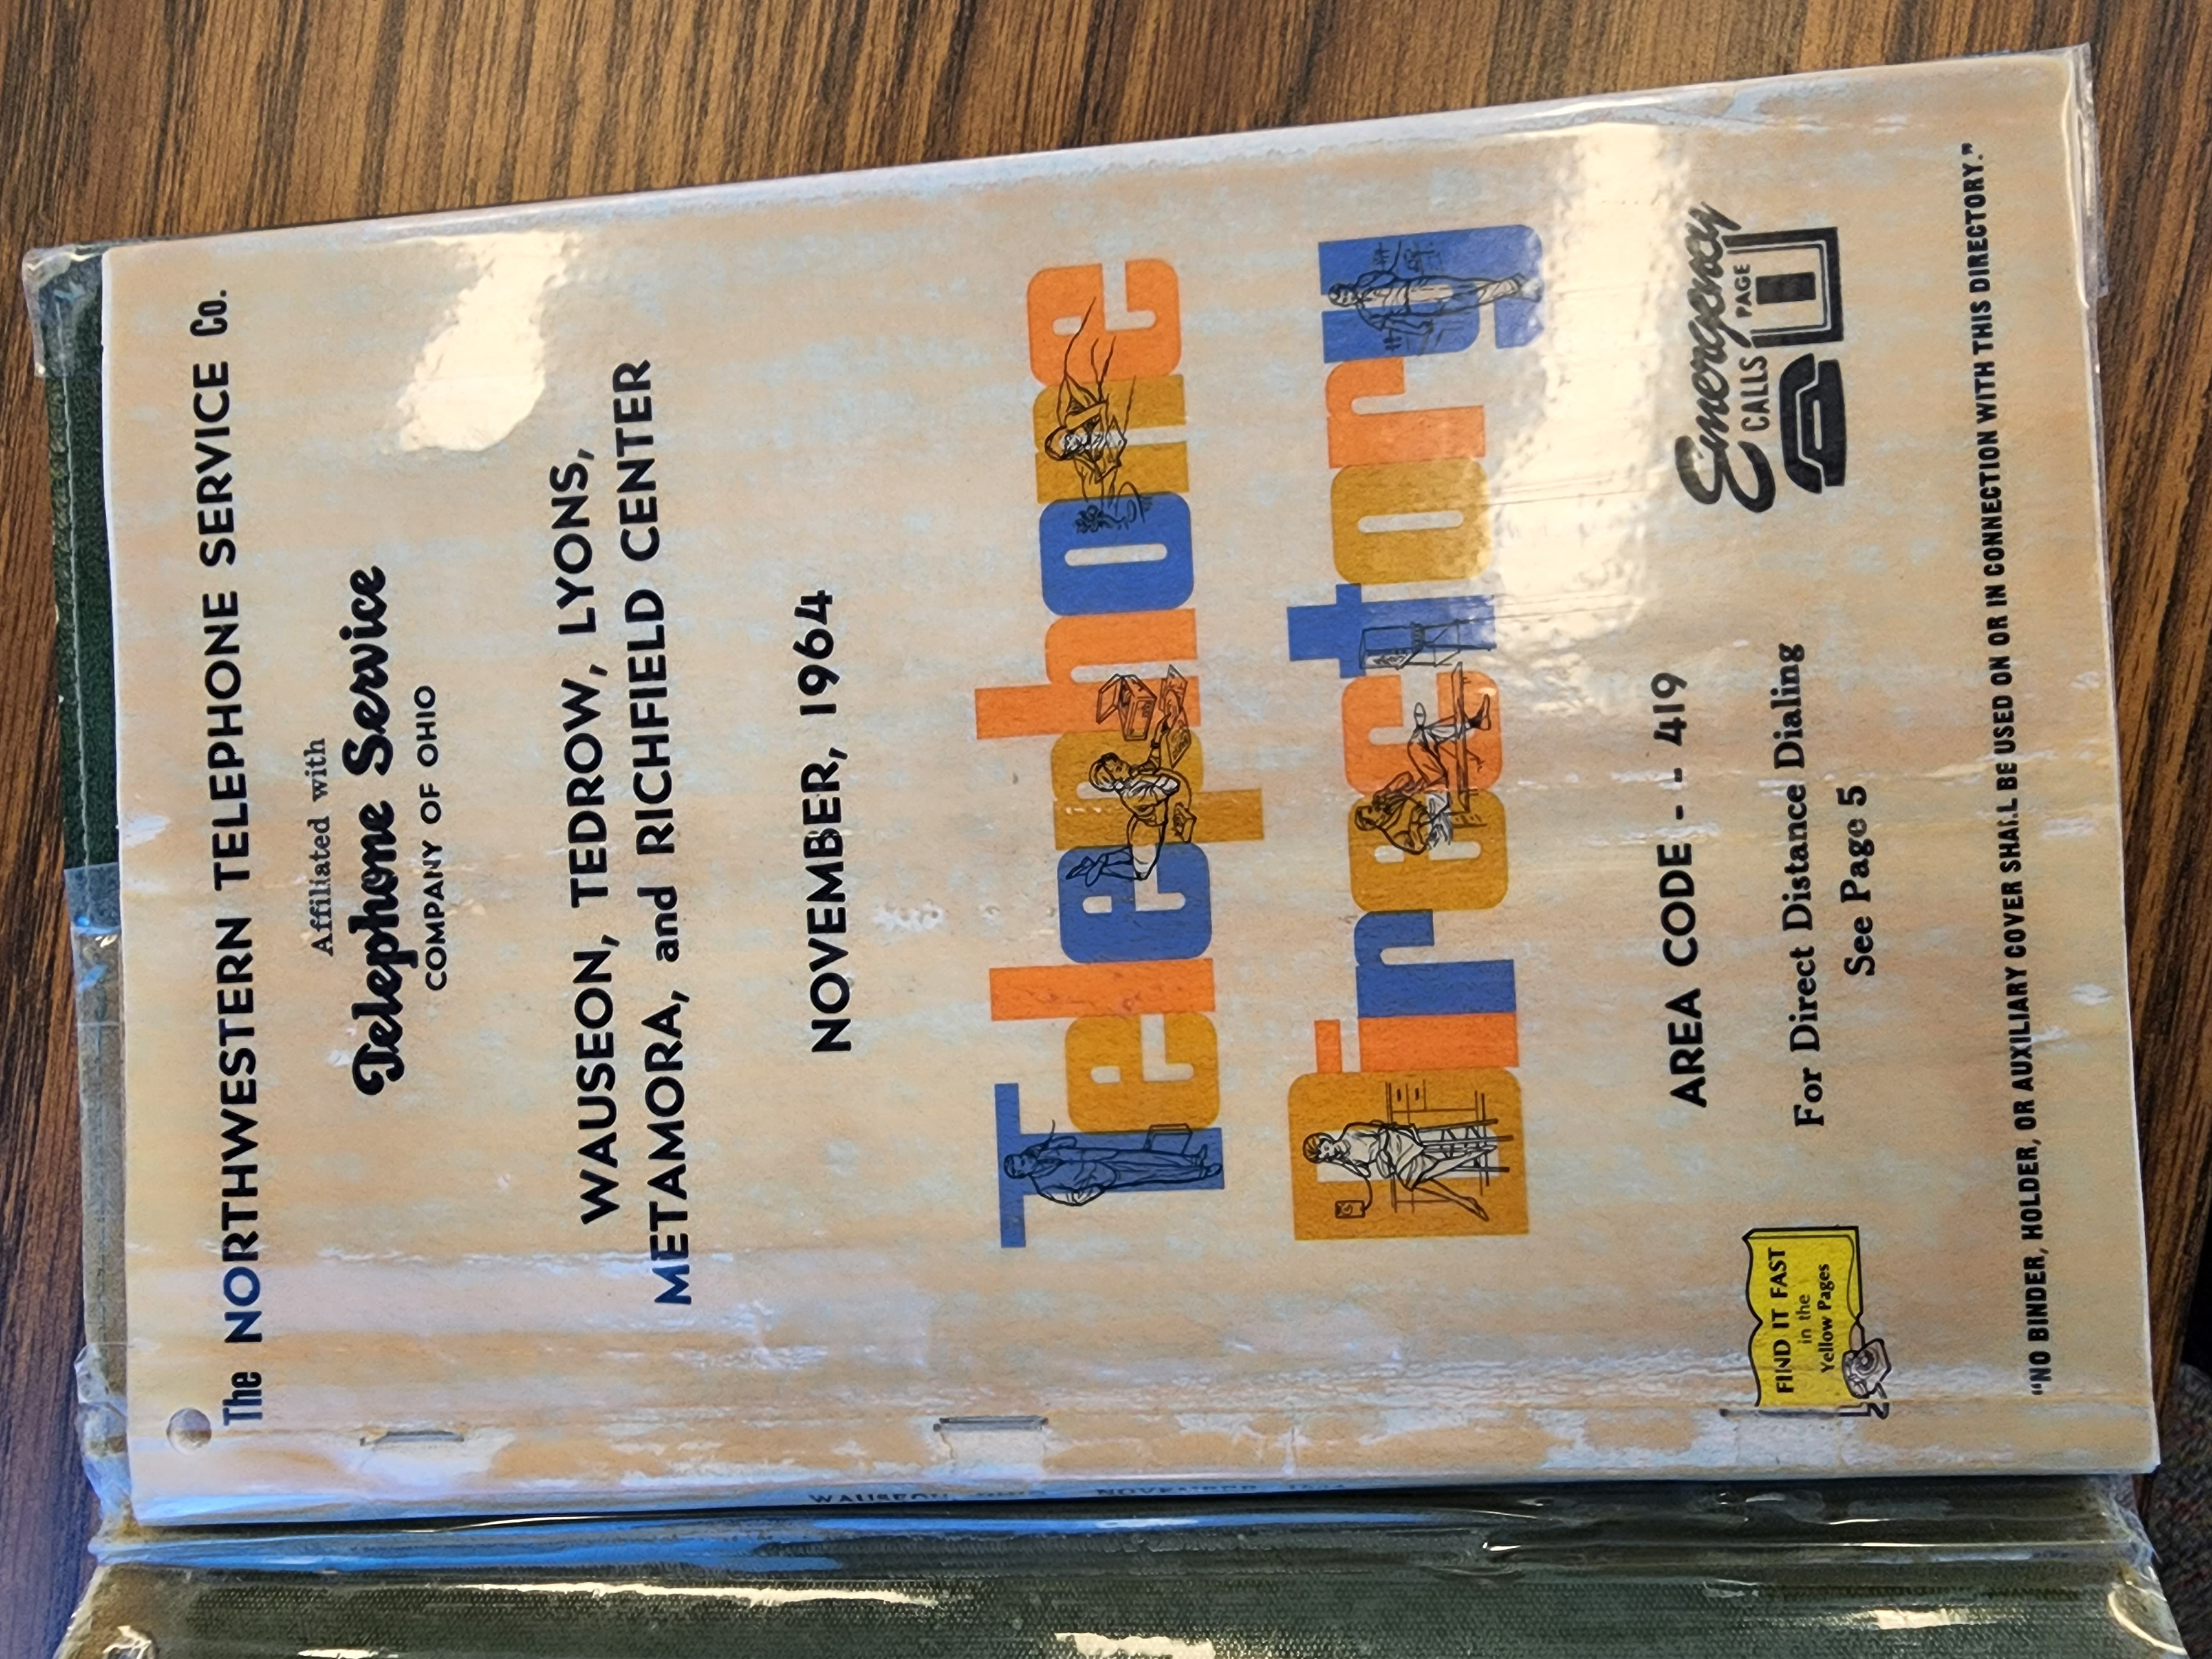 The NORTHWESTERN TELEPHONE SERVICE Co.
Affiliated with
Telephone Service
COMPANY OF OHIO
WAUSEON, TEDROW, LYONS,
METAMORA, and RICHFIELD CENTER
NOVEMBER, 1964
Telephone
Directory
AREA CODE - - 419
For Direct Distance Dialing
See Page 5
FIND IT FAST
in the
Yellow Pages
Emergency
CALLS PAGE
"NO BINDER, HOLDER, OR AUXILIARY COVER SHALL BE USED ON OR IN CONNECTION WITH THIS DIRECTORY."
WAUSEON, NOVEMBER